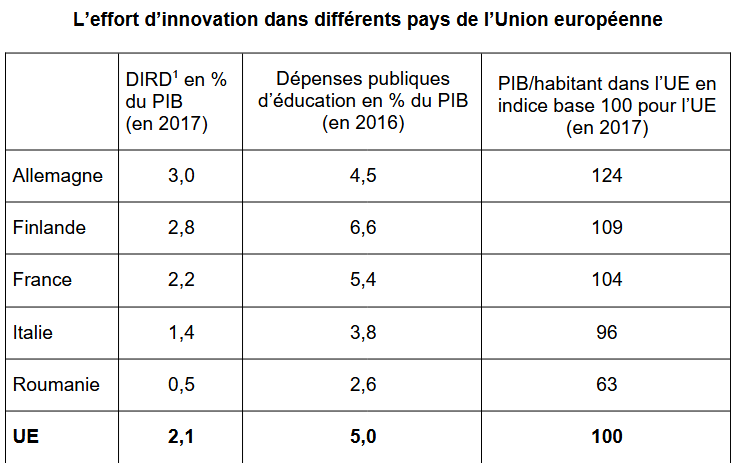 L’effort d’innovation dans différents pays de l’Union européenne
DIRD¹ en %
du PIB
(en 2017)
Dépenses publiques
d’éducation en % du PIB
(en 2016)
PIB/habitant dans l’UE en
indice base 100 pour l’UE
(en 2017)
Allemagne 3,0 4,5 124
Finlande 2,8 6,6 109
France 2,2 5,4 104
Italie 1,4 3,8 96
Roumanie 0,5 2,6 63
UE 2,1 5,0 100